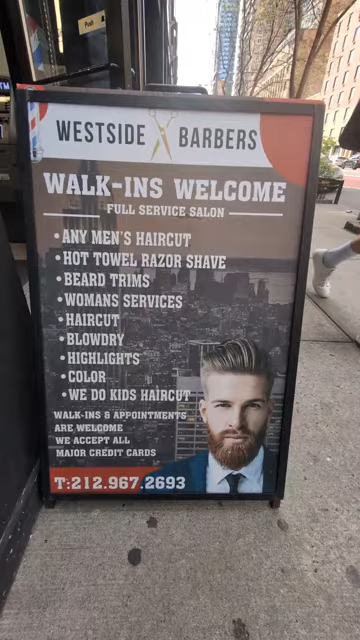 Push
WESTSIDE BARBERS
WALK-INS WELCOME
FULL SERVICE SALON
• ANY MEN'S HAIRCUT
• HOT TOWEL RAZOR SHAVE
• BEARD TRIMS
• WOMANS SERVICES
• HAIRCUT
• BLOWDRY
• HIGHLIGHTS
• COLOR
• WE DO KIDS HAIRCUT
WALK-INS & APPOINTMENTS
ARE WELCOME
WE ACCEPT ALL
MAJOR CREDIT CARDS
T:212.967.2693